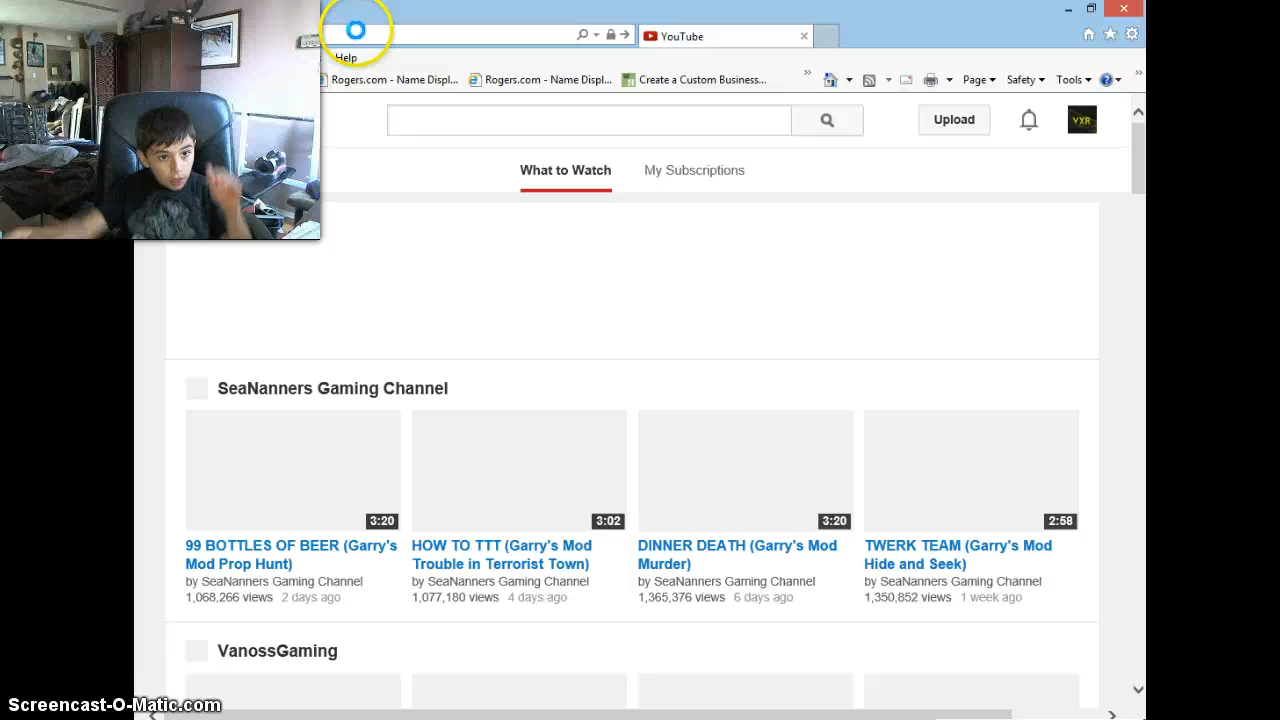 YouTube
Help
Rogers.com - Name Displ...
Rogers.com - Name Displ...
Create a Custom Business...
Page
Safety
Tools
Upload
YXR
What to Watch
My Subscriptions
SeaNanners Gaming Channel
3:20
3:02
3:20
2:58
99 BOTTLES OF BEER (Garry's
Mod Prop Hunt)
by SeaNanners Gaming Channel
1,068,266 views 2 days ago
HOW TO TTT (Garry's Mod
Trouble in Terrorist Town)
by SeaNanners Gaming Channel
1,077,180 views 4 days ago
DINNER DEATH (Garry's Mod
Murder)
by SeaNanners Gaming Channel
1,365,376 views 6 days ago
TWERK TEAM (Garry's Mod
Hide and Seek)
by SeaNanners Gaming Channel
1,350,852 views 1 week ago
VanossGaming
Screencast-O-Matic.com